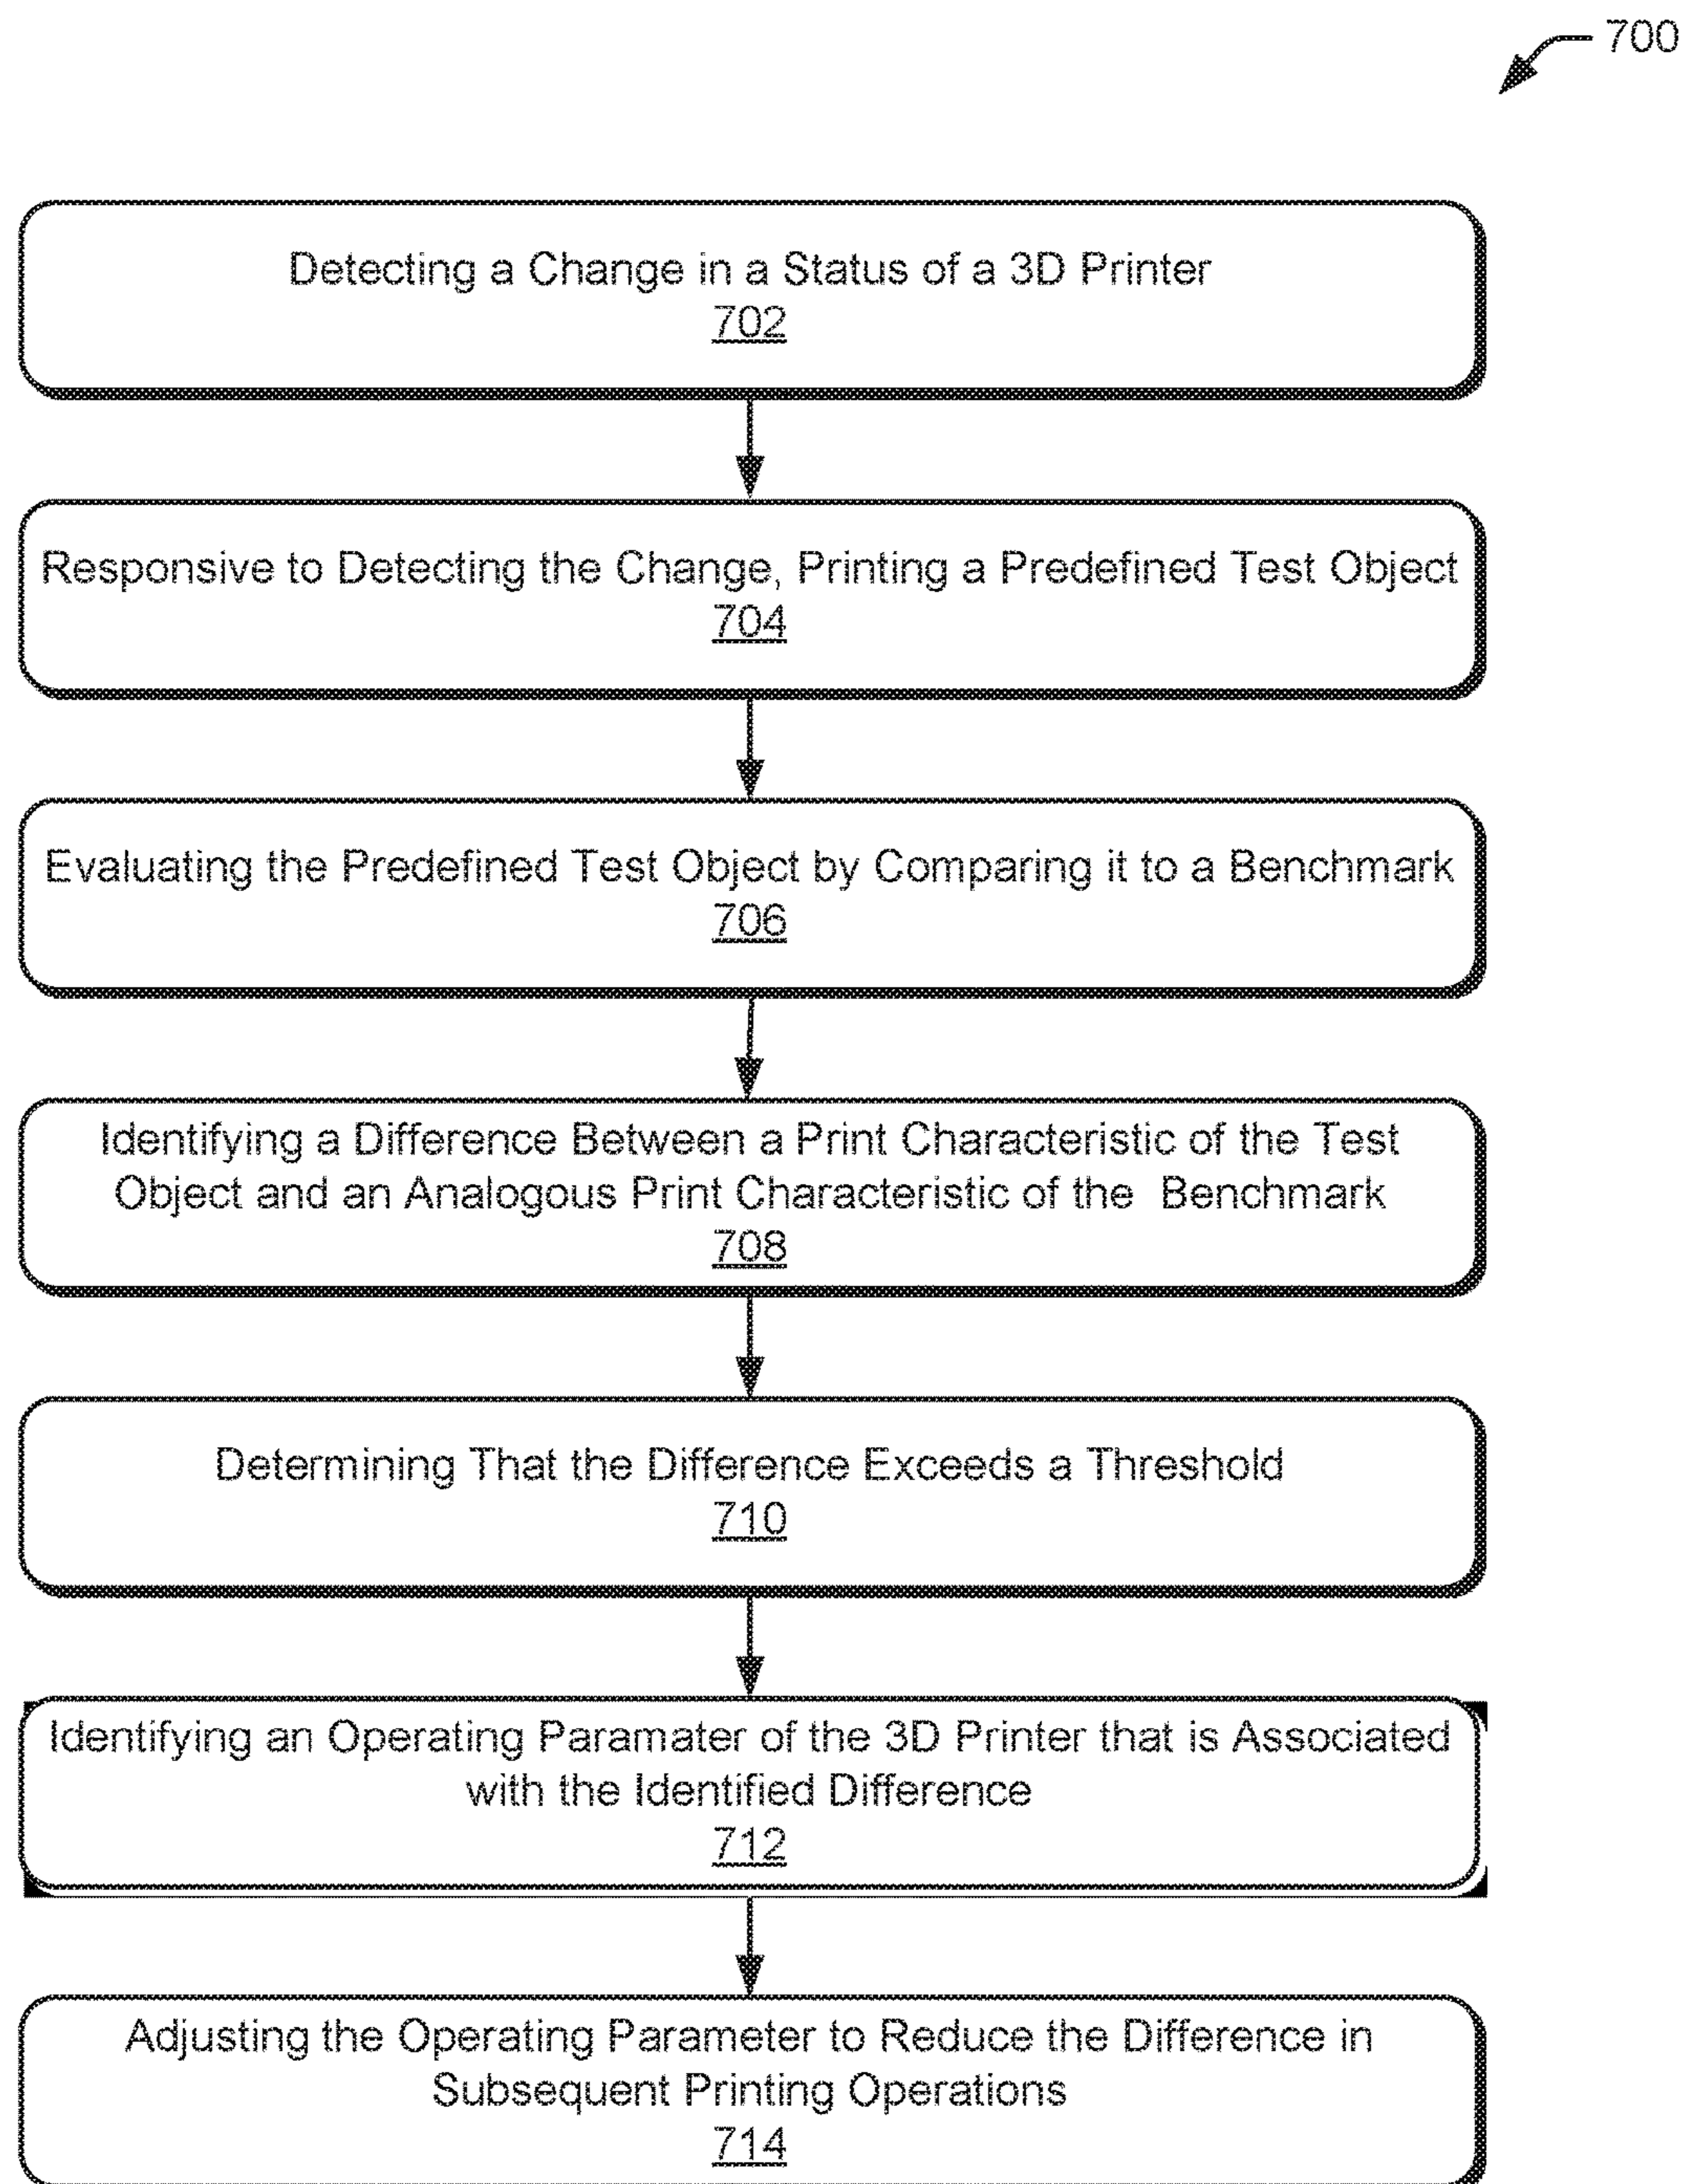 700
Detecting a Change in a Status of a 3D Printer
702
Responsive to Detecting the Change, Printing a Predefined Test Object
704
Evaluating the Predefined Test Object by Comparing it to a Benchmark
706
Identifying a Difference Between a Print Characteristic of the Test
Object and an Analogous Print Characteristic of the Benchmark
708
Determining That the Difference Exceeds a Threshold
710
Identifying an Operating Paramater of the 3D Printer that is Associated
with the Identified Difference
712
Adjusting the Operating Parameter to Reduce the Difference in
Subsequent Printing Operations
714